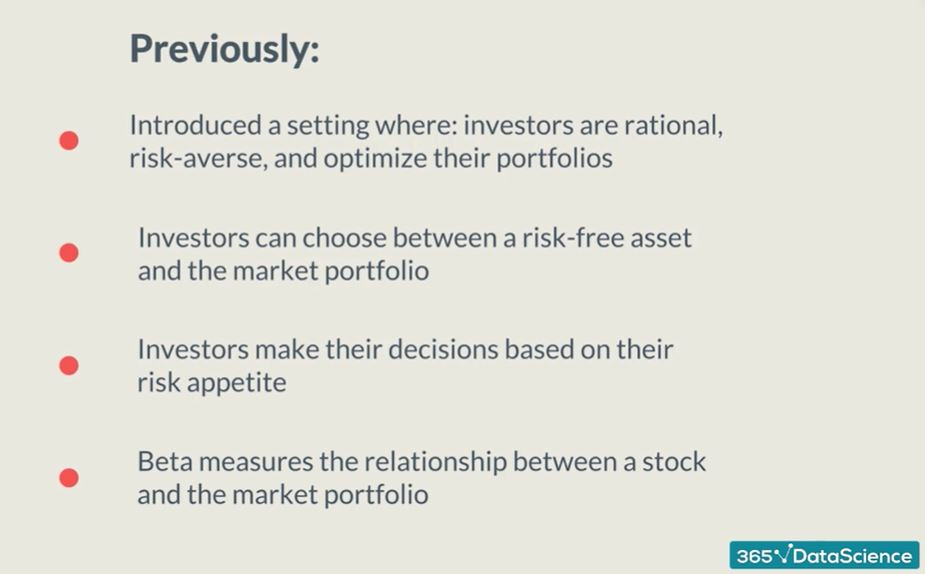 Previously:
Introduced a setting where: investors are rational,
risk-averse, and optimize their portfolios
Investors can choose between a risk-free asset
and the market portfolio
Investors make their decisions based on their
risk appetite
Beta measures the relationship between a stock
and the market portfolio
365 DataScience